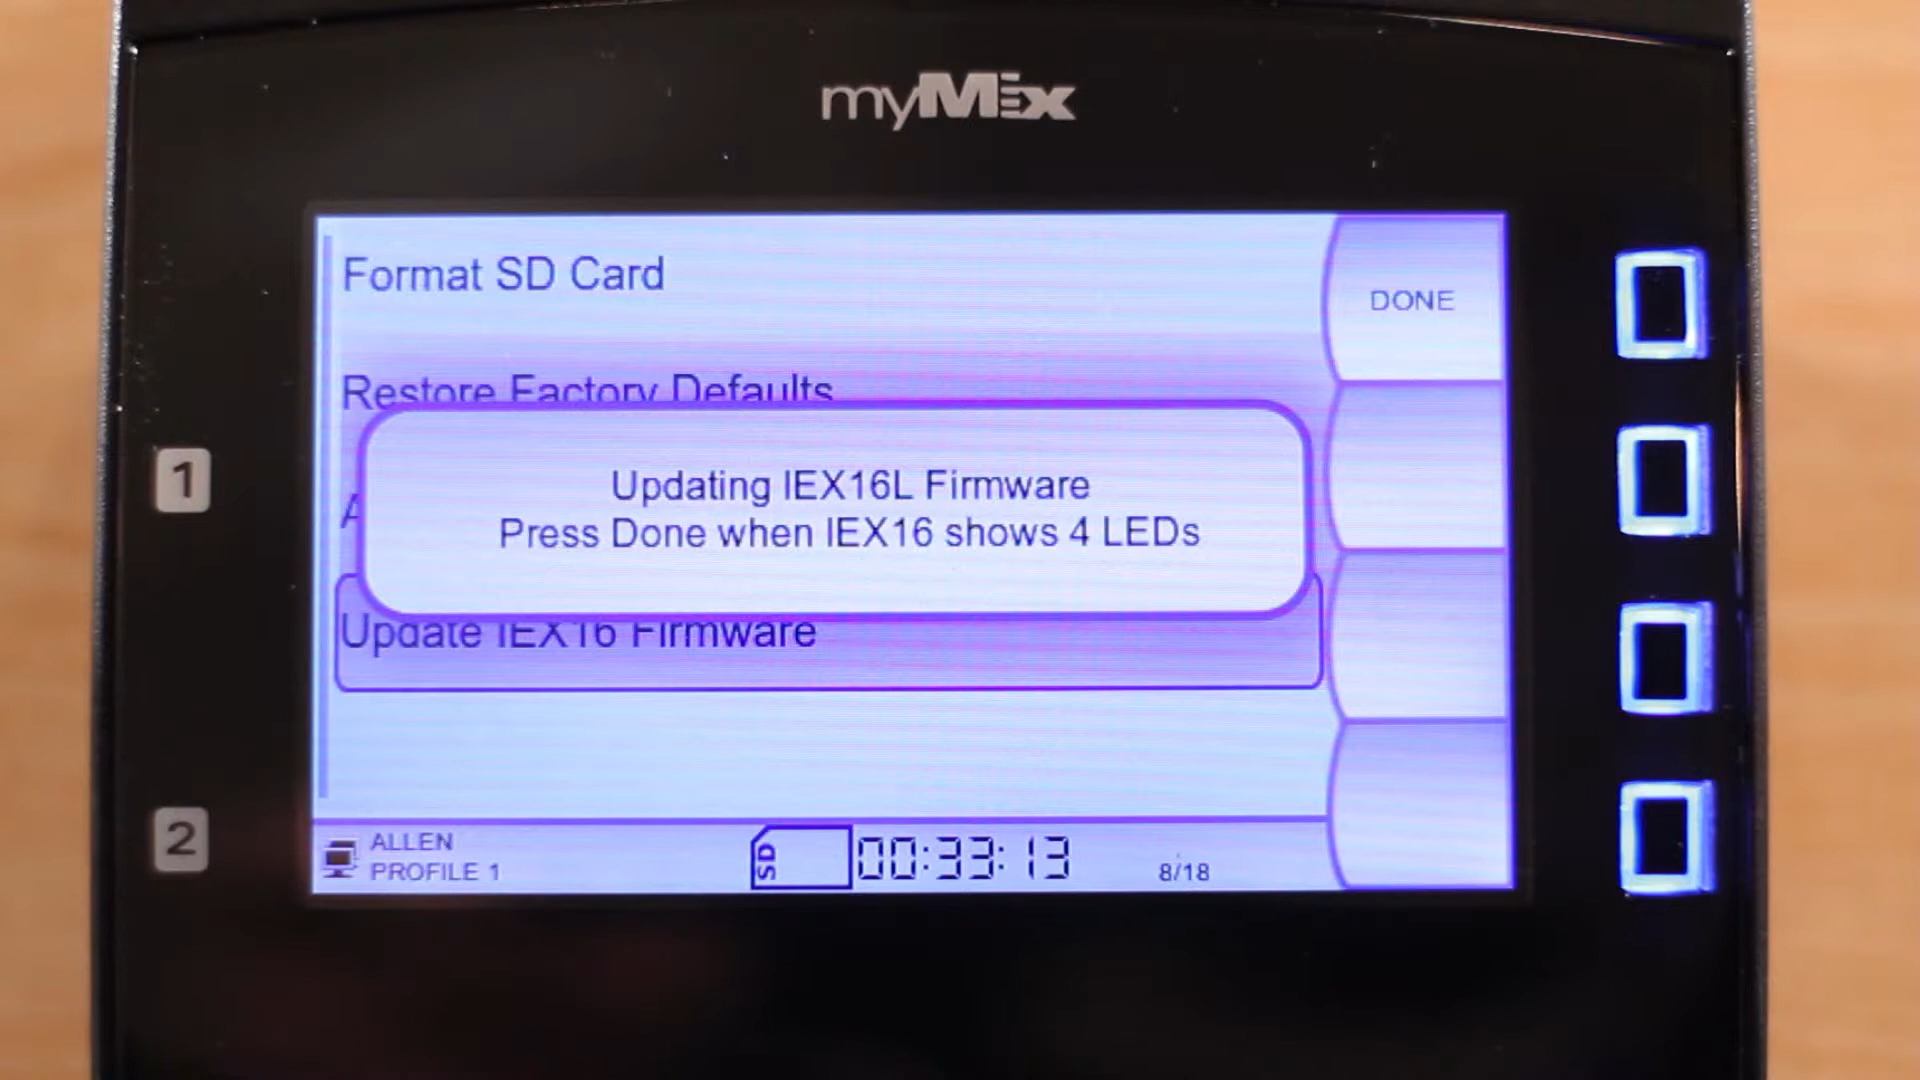 myMix
Format SD Card
DONE
Restore Factory Defaults
1
Updating IEX16L Firmware
Press Done when IEX16 shows 4 LEDs
Update IEX16 Firmware
2
ALLEN
PROFILE 1
SD
00:33:13
8/18